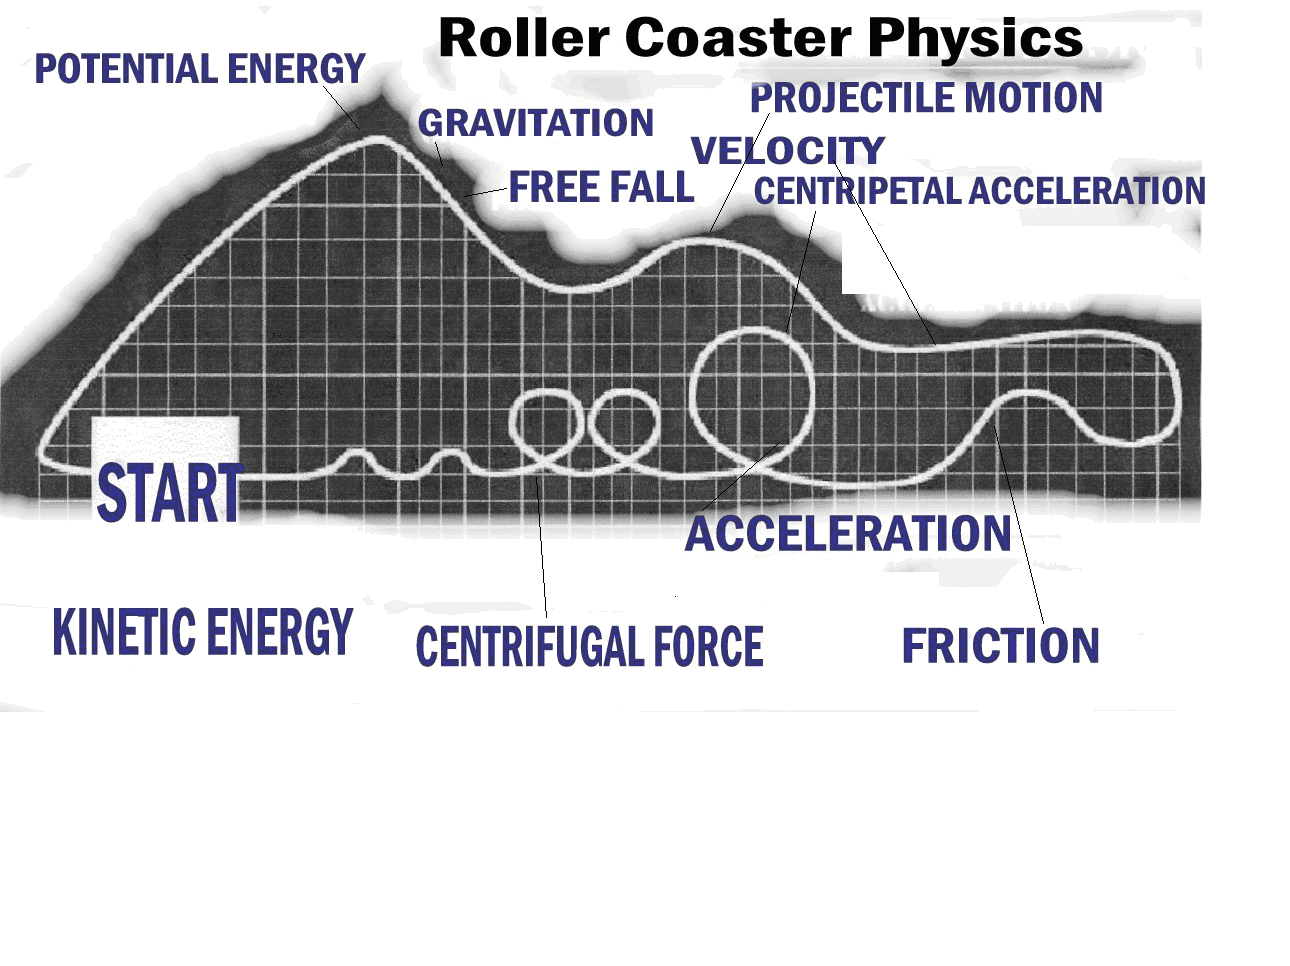 Roller Coaster Physics
POTENTIAL ENERGY
PROJECTILE MOTION
GRAVITATION
VELOCITY
FREE FALL
CENTRIPETAL ACCELERATION
START
ACCELERATION
KINETIC ENERGY
CENTRIFUGAL FORCE
FRICTION